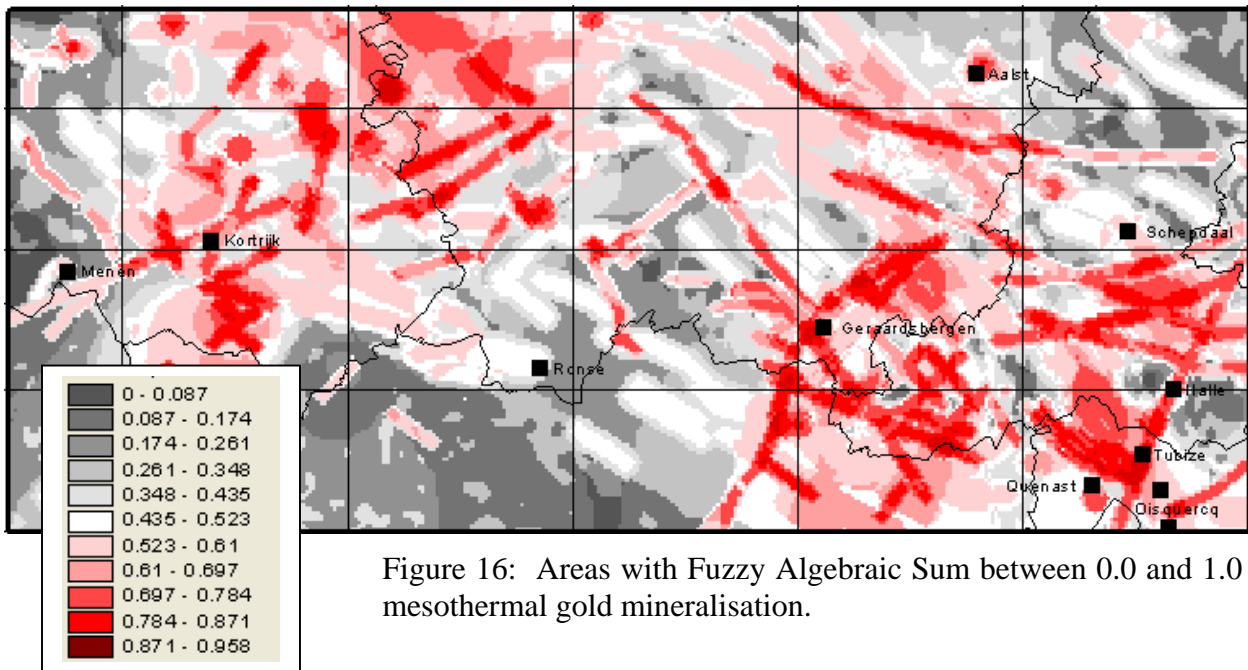 Aalst
Schepdaal
Kortrijk
Menen
Geraardsbergen
Ronse
Halle
Tubize
Quenast
Oisquercq
0 - 0.087
0.087 - 0.174
0.174 - 0.261
0.261 - 0.348
0.348 - 0.435
0.435 - 0.523
0.523 - 0.61
0.61 - 0.697
0.697 - 0.784
0.784 - 0.871
0.871 - 0.958
Figure 16: Areas with Fuzzy Algebraic Sum between 0.0 and 1.0
mesothermal gold mineralisation.